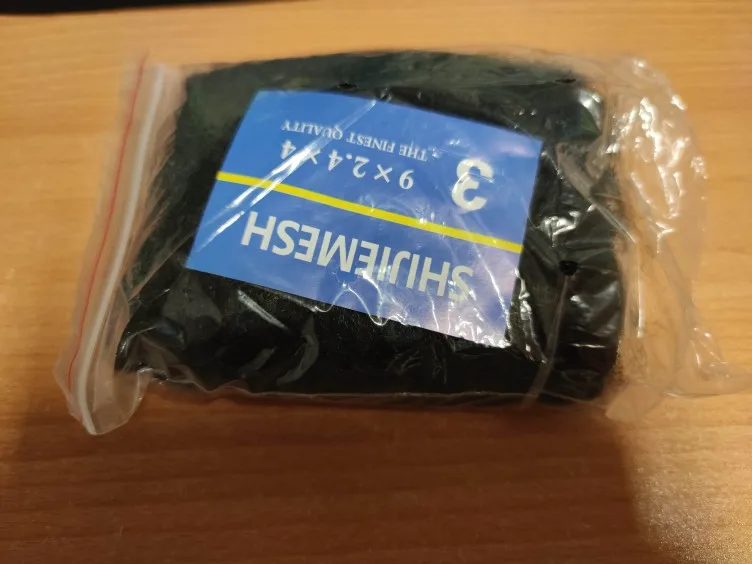 SHIJIEMESH
3
9×2.4×4
THE FINEST QUALITY